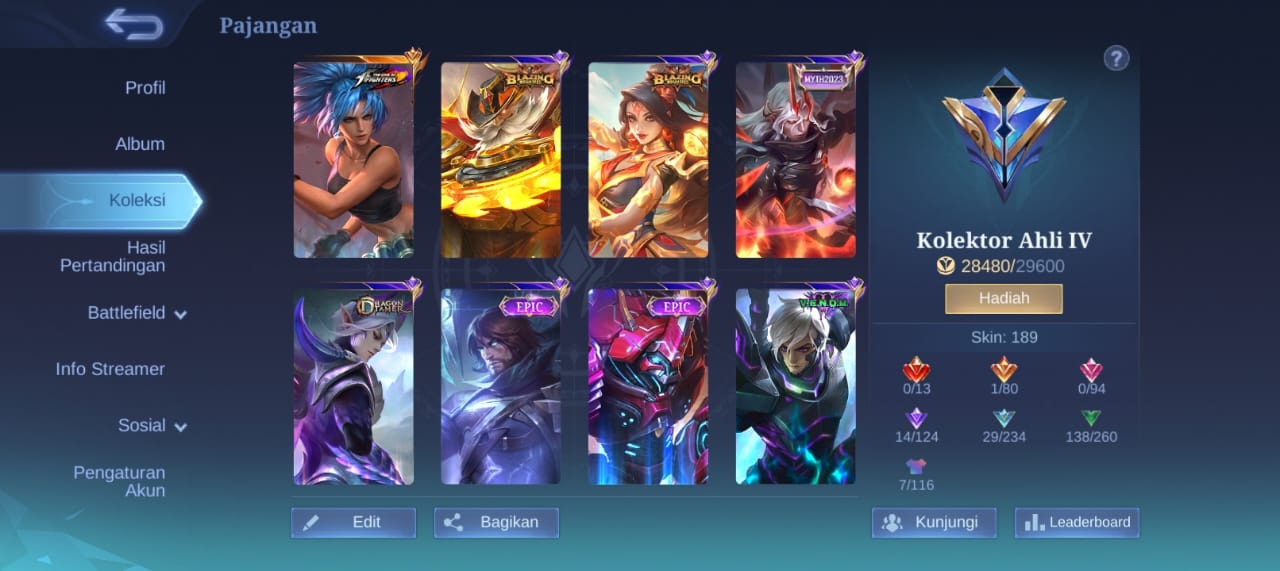 Pajangan
Profil
Album
Koleksi
Hasil
Pertandingan
Battlefield
Info Streamer
Sosial
Pengaturan
Akun
THE KING OF
FIGHTERS
BLAZING
BLAZING
MYTH2023
DRAGON
TAMER
EPIC
EPIC
V.E.N.O.M.
Edit
Bagikan
?
Kolektor Ahli IV
28480/29600
Hadiah
Skin: 189
0/13
1/80
0/94
14/124
29/234
138/260
7/116
Kunjungi
Leaderboard